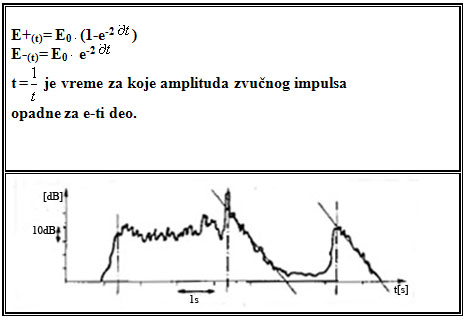 E+(t)= E0 · (1-e-2 ∂t )
E-(t)= E0 · e-2 ∂t
t = 1/t je vreme za koje amplituda zvučnog impulsa
opadne za e-ti deo.
[dB]
10dB
1s
t[s]